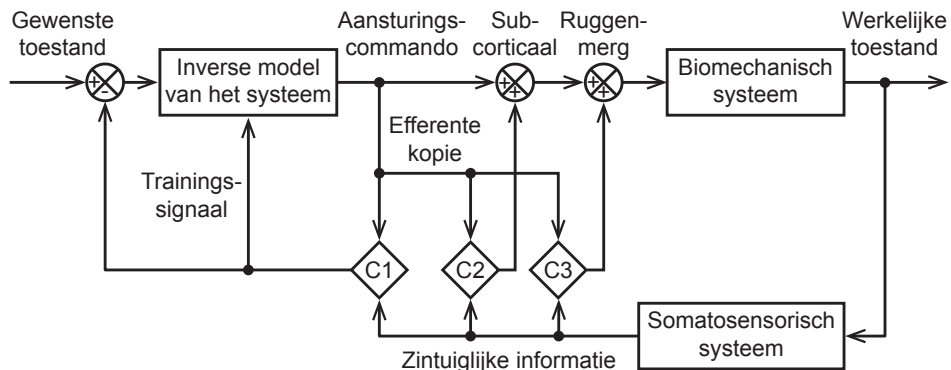 Gewenste
toestand
Aansturings-
commando
Sub-
corticaal
Ruggen-
merg
Werkelijke
toestand
+
-
Inverse model
van het systeem
+
+
+
+
Biomechanisch
systeem
Efferente
kopie
Trainings-
signaal
C1
C2
C3
Somatosensorisch
systeem
Zintuiglijke informatie